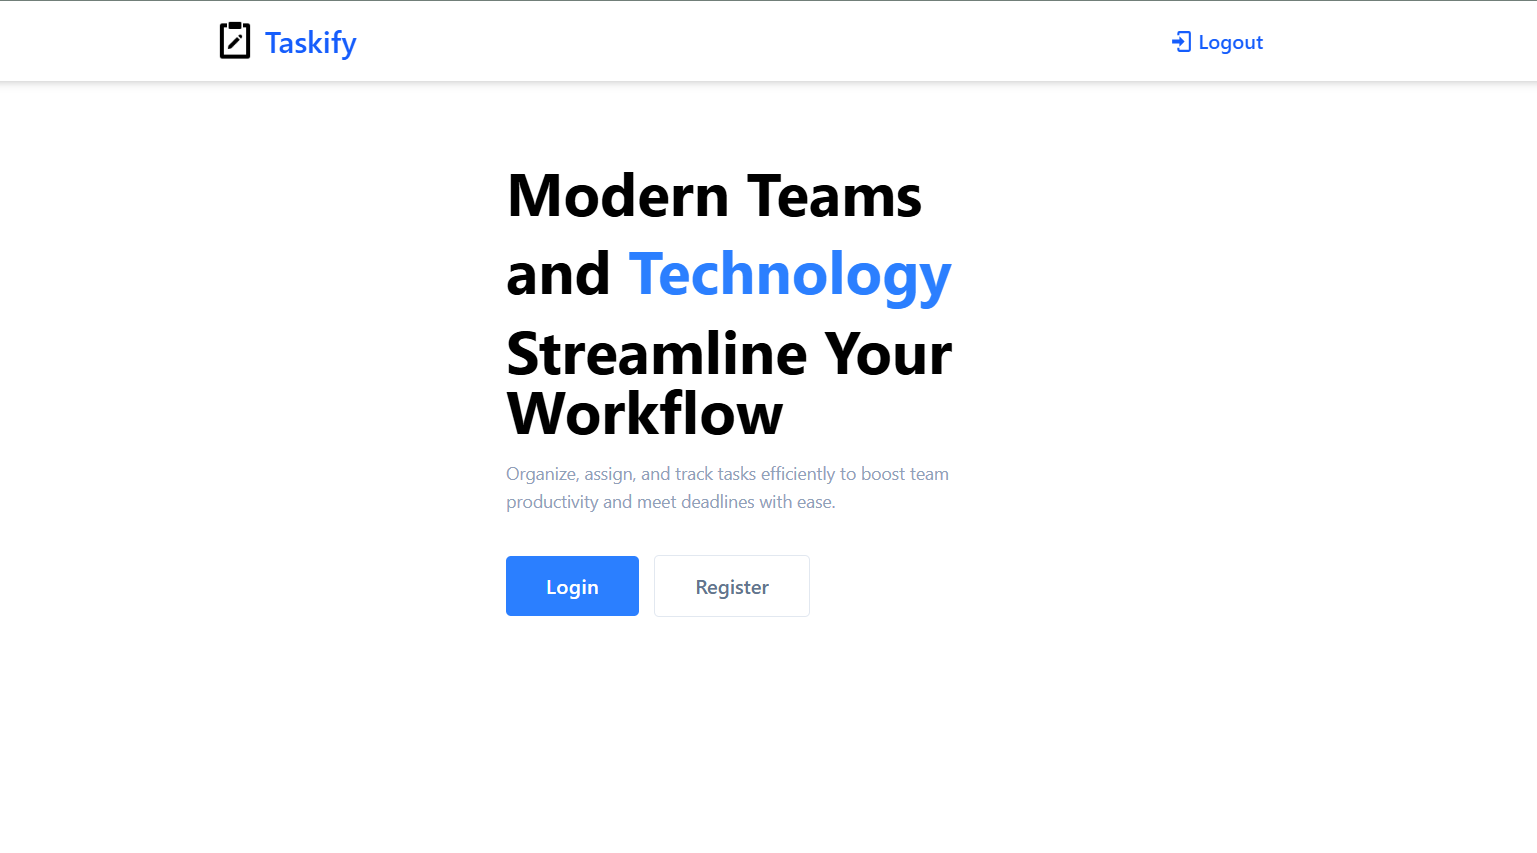 Taskify
Logout
Modern Teams
and Technology
Streamline Your
Workflow
Organize, assign, and track tasks efficiently to boost team
productivity and meet deadlines with ease.
Login
Register